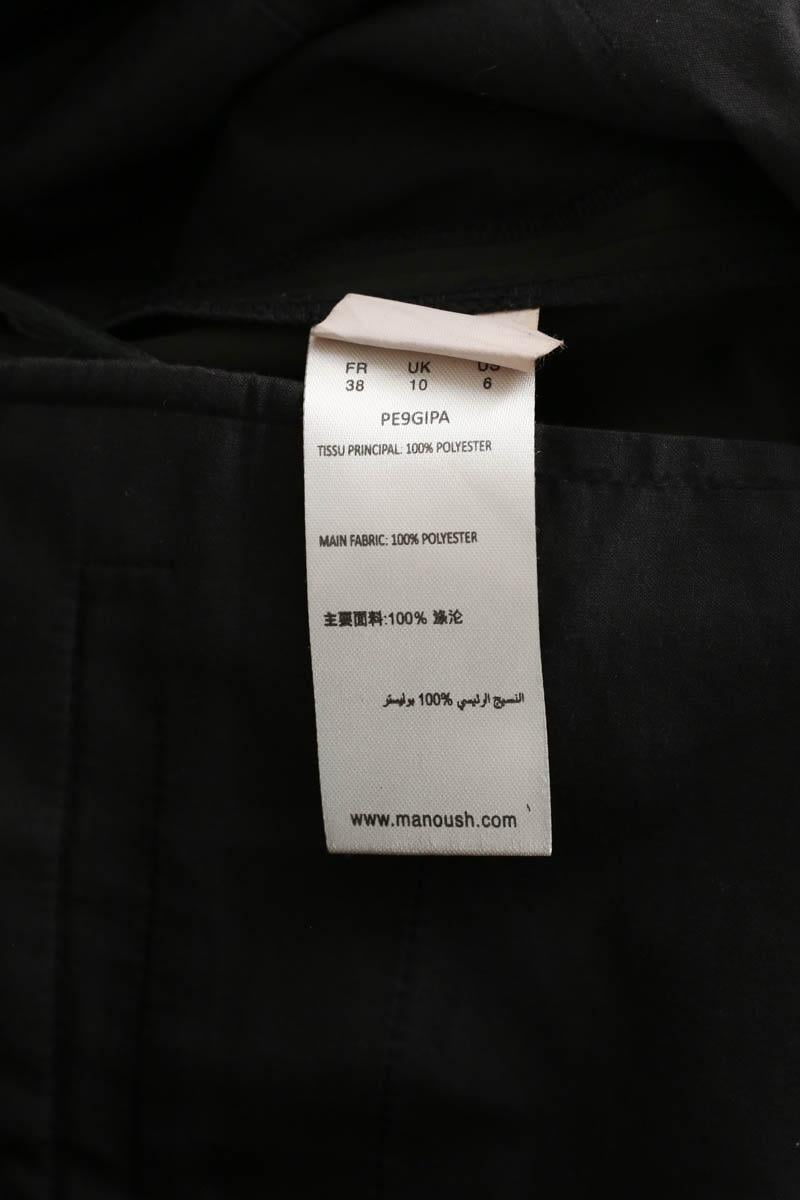 FR UK US
38 10 6
PE9GIPA
TISSU PRINCIPAL: 100% POLYESTER
MAIN FABRIC: 100% POLYESTER
主要面料:100% 涤沦
النسيج الرئيسي 100% بوليستر
www.manoush.com